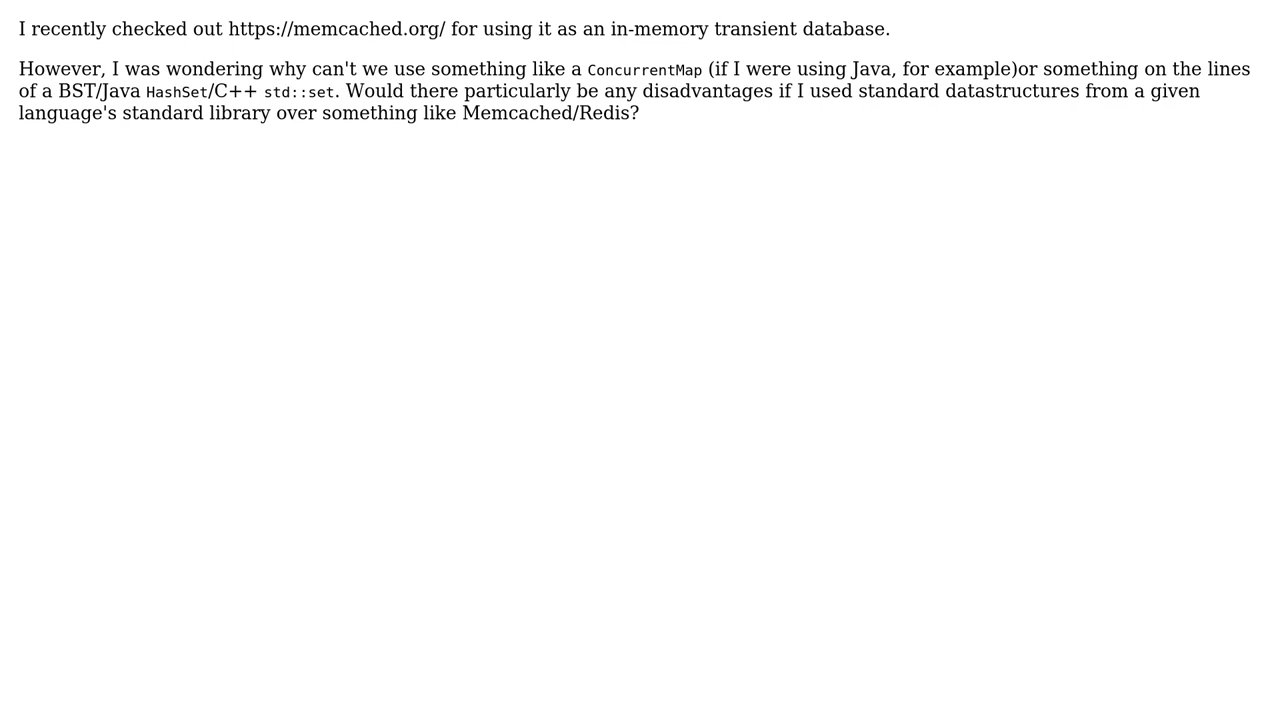 I recently checked out https://memcached.org/ for using it as an in-memory transient database.
However, I was wondering why can't we use something like a ConcurrentMap (if I were using Java, for example)or something on the lines
of a BST/Java HashSet/C++ std::set. Would there particularly be any disadvantages if I used standard datastructures from a given
language's standard library over something like Memcached/Redis?